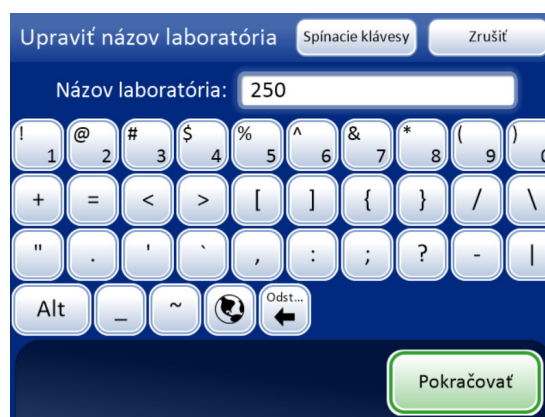 Upraviť názov laboratória Spínacie klávesy Zrušiť
Názov laboratória: 250
! 1 @ 2 # 3 $ 4 % 5 ^ 6 & 7 * 8 ( 9 ) 0
+ = < > [ ] { } / \
" . ' ` , : ; ? - |
Alt _ ~ Odst...
Pokračovať